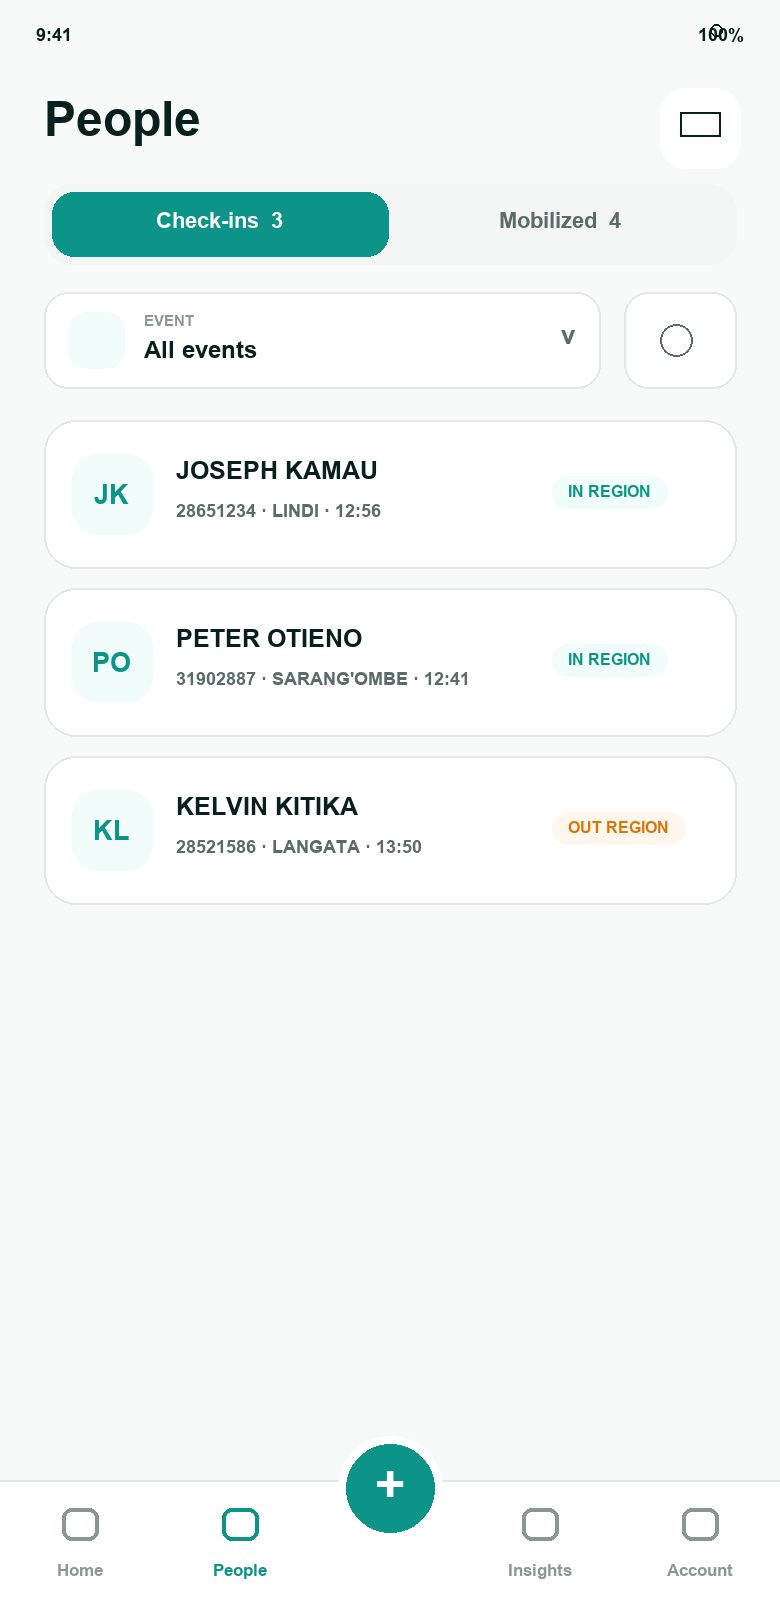 9:41
100%
People
Check-ins 3
Mobilized 4
EVENT
All events
V
JK
JOSEPH KAMAU
28651234 · LINDI · 12:56
IN REGION
PO
PETER OTIENO
31902887 · SARANG'OMBE · 12:41
IN REGION
KL
KELVIN KITIKA
28521586 · LANGATA · 13:50
OUT REGION
+
Home
People
Insights
Account